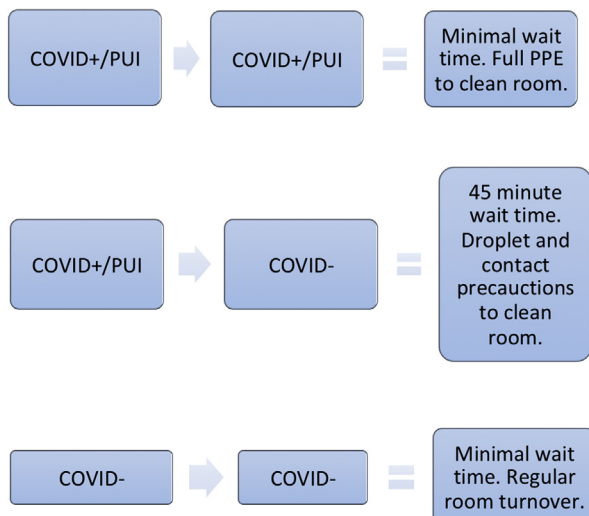 COVID+/PUI
COVID+/PUI
Minimal wait
time. Full PPE
to clean room.
COVID+/PUI
COVID-
45 minute
wait time.
Droplet and
contact
precauctions
to clean
room.
COVID-
COVID-
Minimal wait
time. Regular
room turnover.